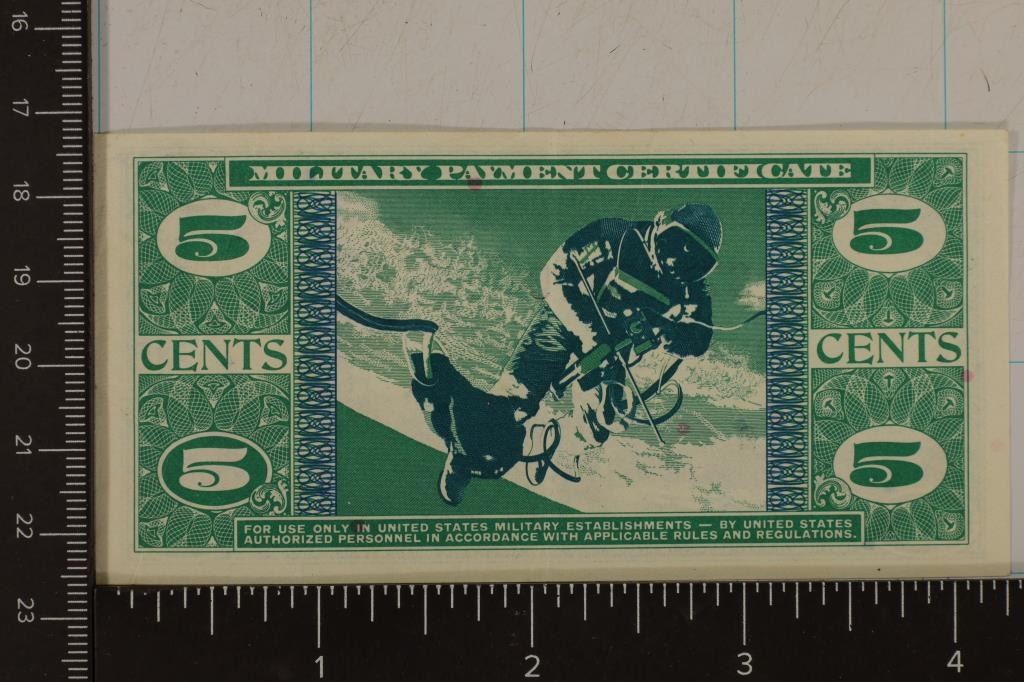 16
17
18
19
20
21
22
23
MILITARY PAYMENT CERTIFICATE
5
5
CENTS
CENTS
5
5
FOR USE ONLY IN UNITED STATES MILITARY ESTABLISHMENTS — BY UNITED STATES
AUTHORIZED PERSONNEL IN ACCORDANCE WITH APPLICABLE RULES AND REGULATIONS.
1 2 3 4